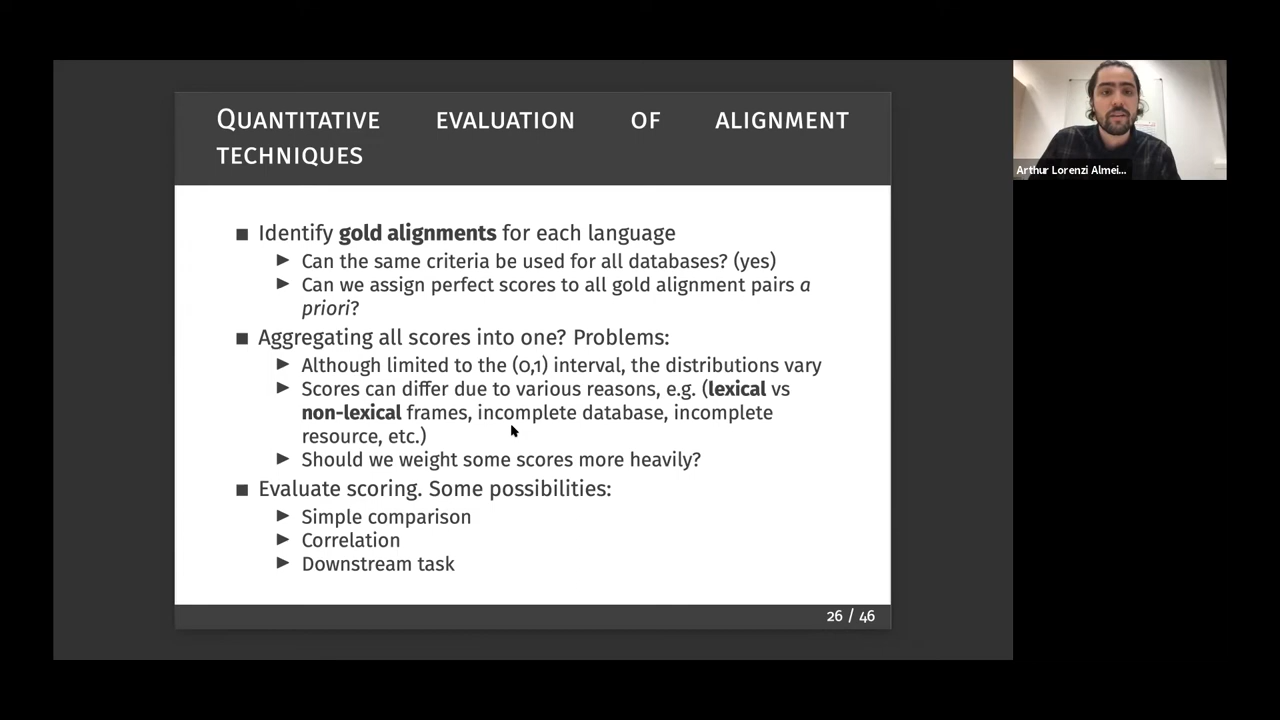 QUANTITATIVE EVALUATION OF ALIGNMENT
TECHNIQUES
Identify gold alignments for each language
Can the same criteria be used for all databases? (yes)
Can we assign perfect scores to all gold alignment pairs a
priori?
Aggregating all scores into one? Problems:
Although limited to the (0,1) interval, the distributions vary
Scores can differ due to various reasons, e.g. (lexical vs
non-lexical frames, incomplete database, incomplete
resource, etc.)
Should we weight some scores more heavily?
Evaluate scoring. Some possibilities:
Simple comparison
Correlation
Downstream task
26 / 46
Arthur Lorenzi Almei...